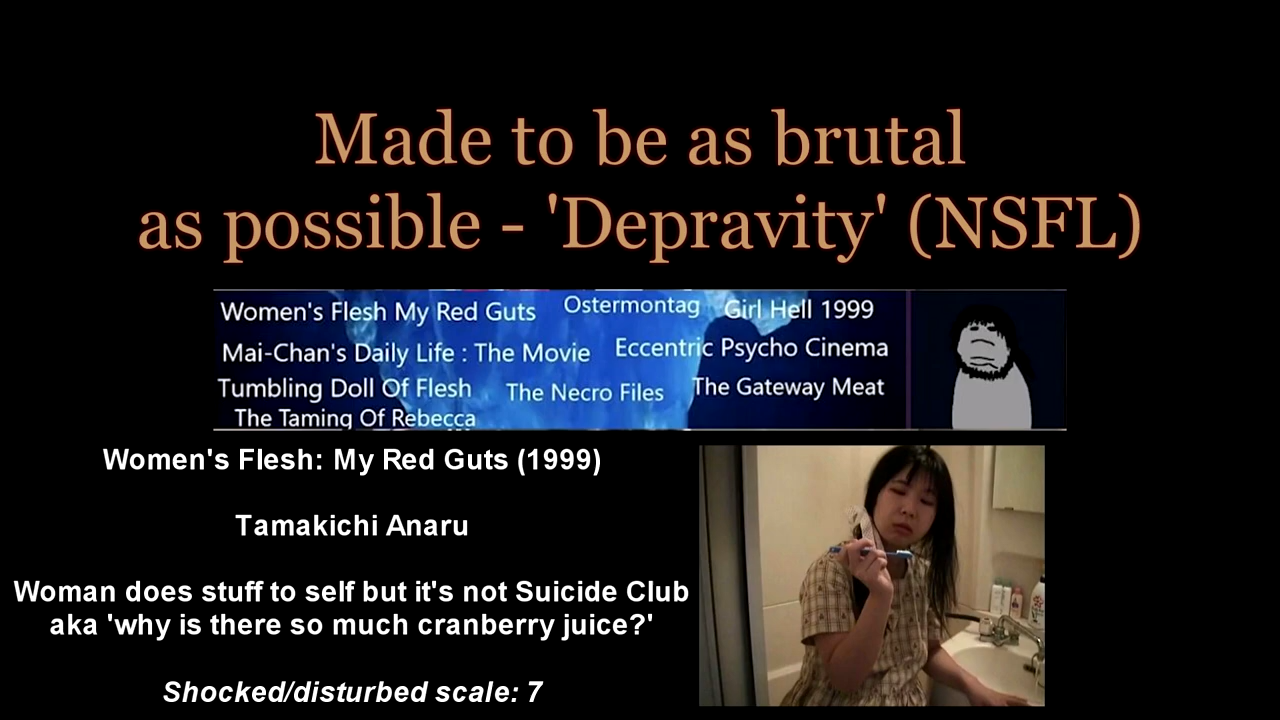 Made to be as brutal
as possible - 'Depravity' (NSFL)
Women's Flesh My Red Guts Ostermontag Girl Hell 1999
Mai-Chan's Daily Life : The Movie Eccentric Psycho Cinema
Tumbling Doll Of Flesh The Necro Files The Gateway Meat
The Taming Of Rebecca
Women's Flesh: My Red Guts (1999)
Tamakichi Anaru
Woman does stuff to self but it's not Suicide Club
aka 'why is there so much cranberry juice?'
Shocked/disturbed scale: 7